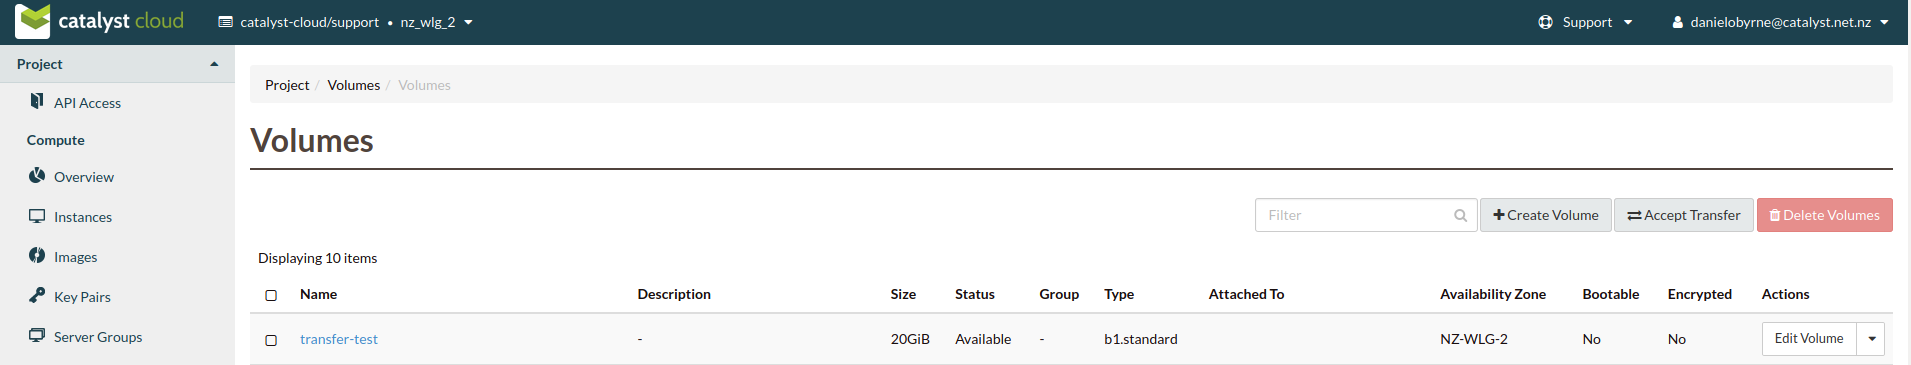 catalyst cloud catalyst-cloud/support • nz_wlg_2 Support danielobyrne@catalyst.net.nz
Project
API Access
Compute
Overview
Instances
Images
Key Pairs
Server Groups
Project / Volumes / Volumes
Volumes
Filter Create Volume Accept Transfer Delete Volumes
Displaying 10 items
Name Description Size Status Group Type Attached To Availability Zone Bootable Encrypted Actions
transfer-test - 20GiB Available - b1.standard NZ-WLG-2 No No Edit Volume